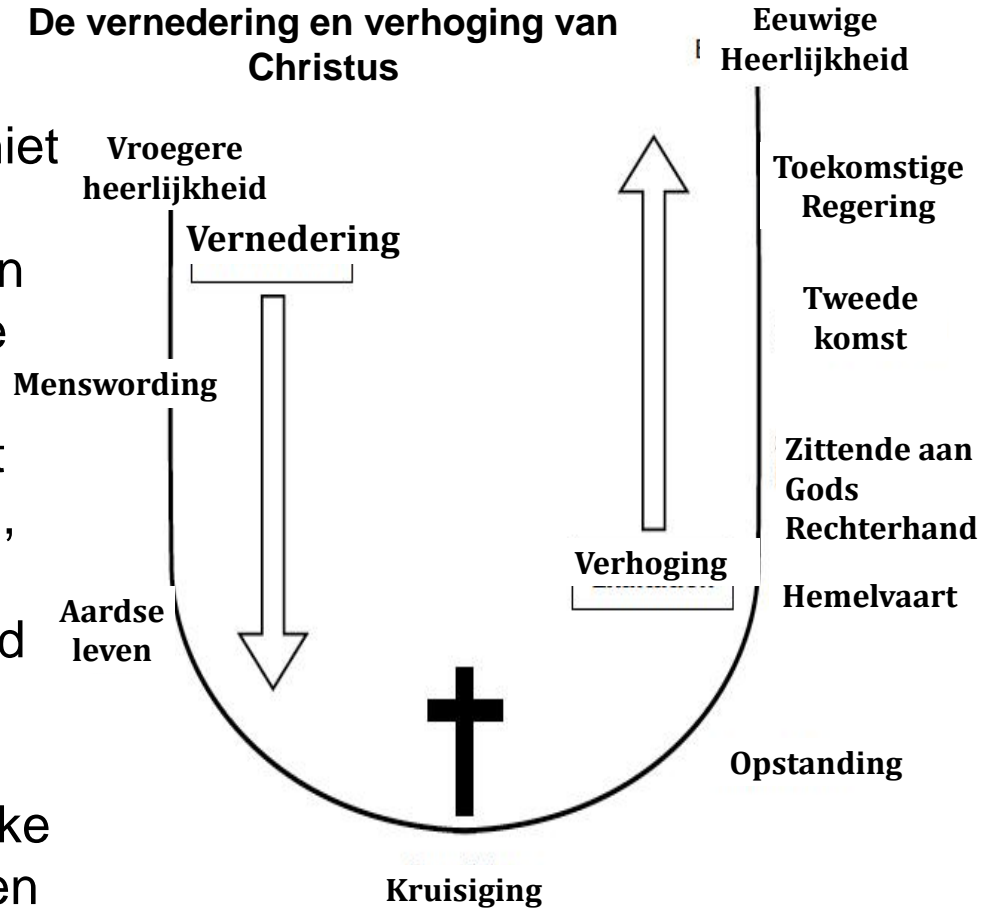 De vernedering en verhoging van
Christus
Eeuwige
Heerlijkheid
Vroegere
heerlijkheid
Vernedering
Menswording
Aardse
leven
Kruisiging
Opstanding
Hemelvaart
Verhoging
Zittende aan
Gods
Rechterhand
Tweede
komst
Toekomstige
Regering
iet
n
e
t
,
d
ke
en